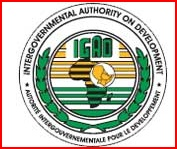 INTERGOVERNMENTAL AUTHORITY ON DEVELOPMENT
IGAD
AUTORITÉ INTERGOUVERNEMENTALE POUR LE DÉVELOPPEMENT